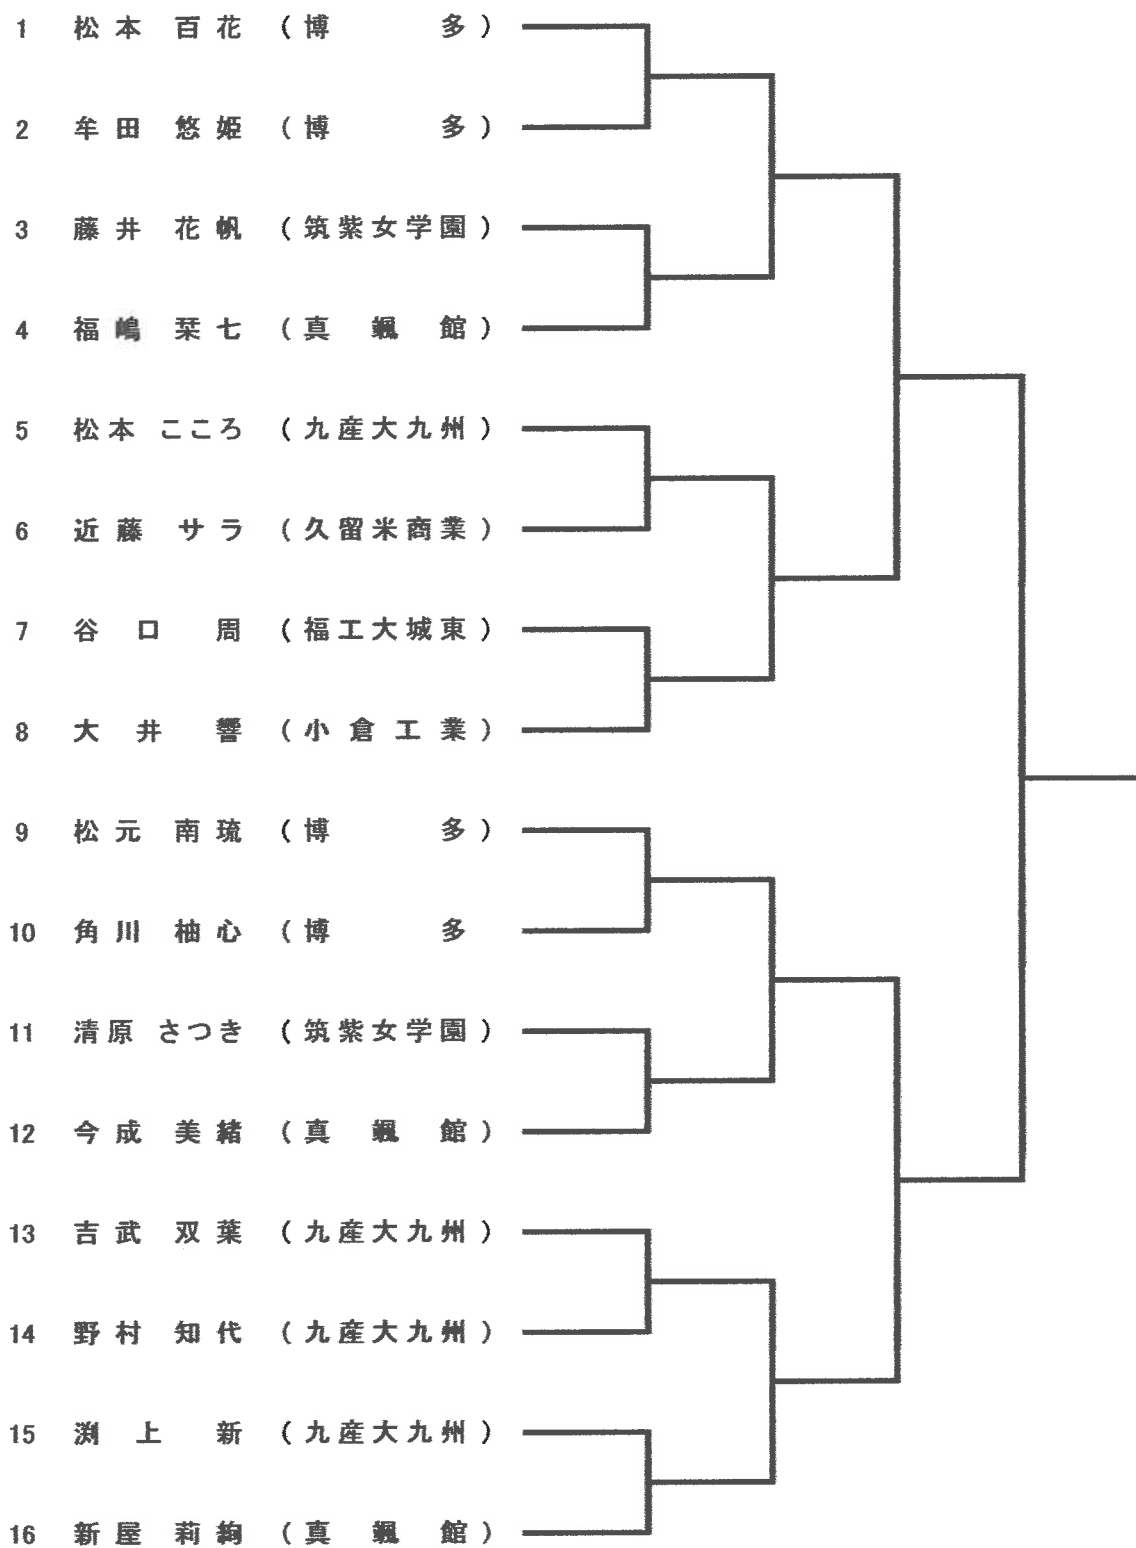 1 松本 百花 (博多)
2 牟田 悠姫 (博多)
3 藤井 花帆 (筑紫女学園)
4 福嶋 栞七 (真颯館)
5 松本 こころ (九産大九州)
6 近藤 サラ (久留米商業)
7 谷口 周 (福工大城東)
8 大井 響 (小倉工業)
9 松元 南琉 (博多)
10 角川 柚心 (博多
11 清原 さつき (筑紫女学園)
12 今成 美緒 (真颯館)
13 吉武 双葉 (九産大九州)
14 野村 知代 (九産大九州)
15 渕上 新 (九産大九州)
16 新屋 莉絢 (真颯館)